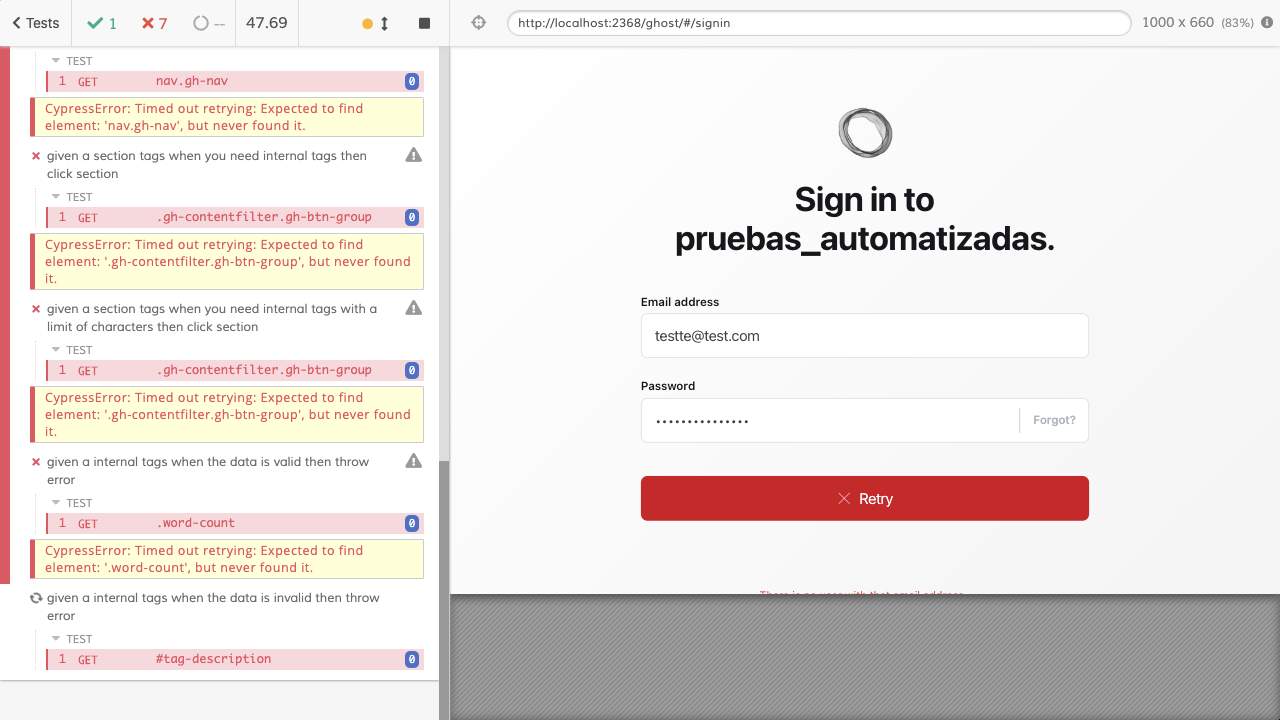 Tests
1
7
--
47.69
http://localhost:2368/ghost/#/signin
1000 x 660 (83%)
TEST
1 GET nav.gh-nav 0
CypressError: Timed out retrying: Expected to find
element: 'nav.gh-nav', but never found it.
given a section tags when you need internal tags then
click section
TEST
1 GET .gh-contentfilter.gh-btn-group 0
CypressError: Timed out retrying: Expected to find
element: '.gh-contentfilter.gh-btn-group', but never found
it.
given a section tags when you need internal tags with a
limit of characters then click section
TEST
1 GET .gh-contentfilter.gh-btn-group 0
CypressError: Timed out retrying: Expected to find
element: '.gh-contentfilter.gh-btn-group', but never found
it.
given a internal tags when the data is valid then throw
error
TEST
1 GET .word-count 0
CypressError: Timed out retrying: Expected to find
element: '.word-count', but never found it.
given a internal tags when the data is invalid then throw
error
TEST
1 GET #tag-description 0
Sign in to
pruebas_automatizadas.
Email address
testte@test.com
Password
Forgot?
Retry
There is no user with that email address.